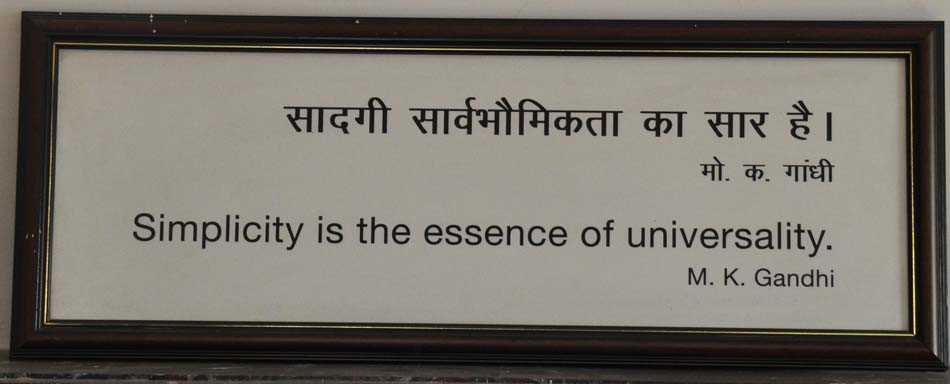 सादगी सार्वभौमिकता का सार है।
मो. क. गांधी
Simplicity is the essence of universality.
M. K. Gandhi